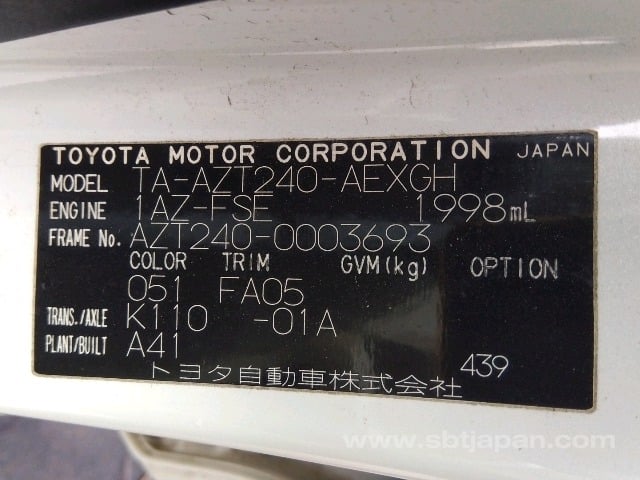 TOYOTA MOTOR CORPORATION JAPAN
MODEL TA-AZT240-AEXGH
ENGINE 1AZ-FSE 1998mL
FRAME No. AZT240-0003693
COLOR TRIM GVM(kg) OPTION
051 FA05
TRANS./AXLE K110 -01A
PLANT/BUILT A41
439
トヨタ自動車株式会社
www.sbtjapan.com